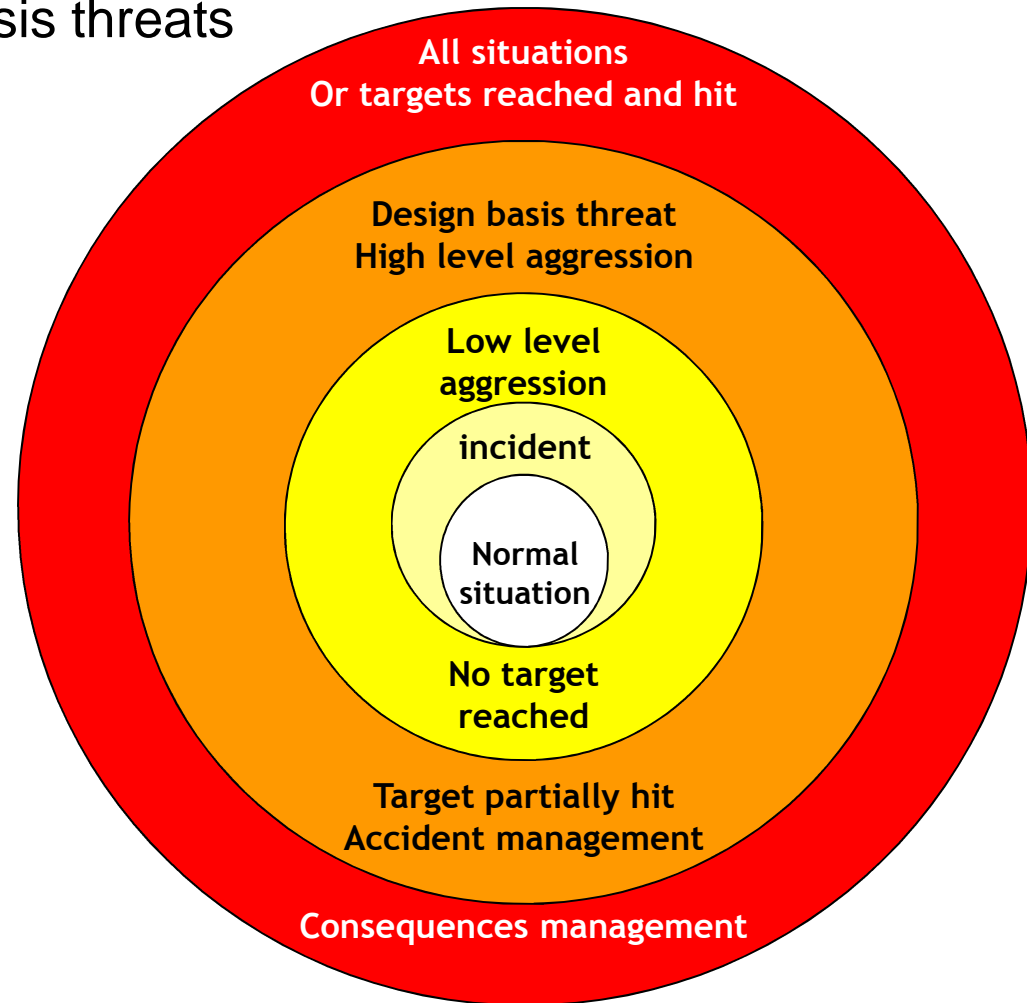 sis threats
All situations
Or targets reached and hit
Design basis threat
High level aggression
Low level
aggression
incident
Normal
situation
No target
reached
Target partially hit
Accident management
Consequences management